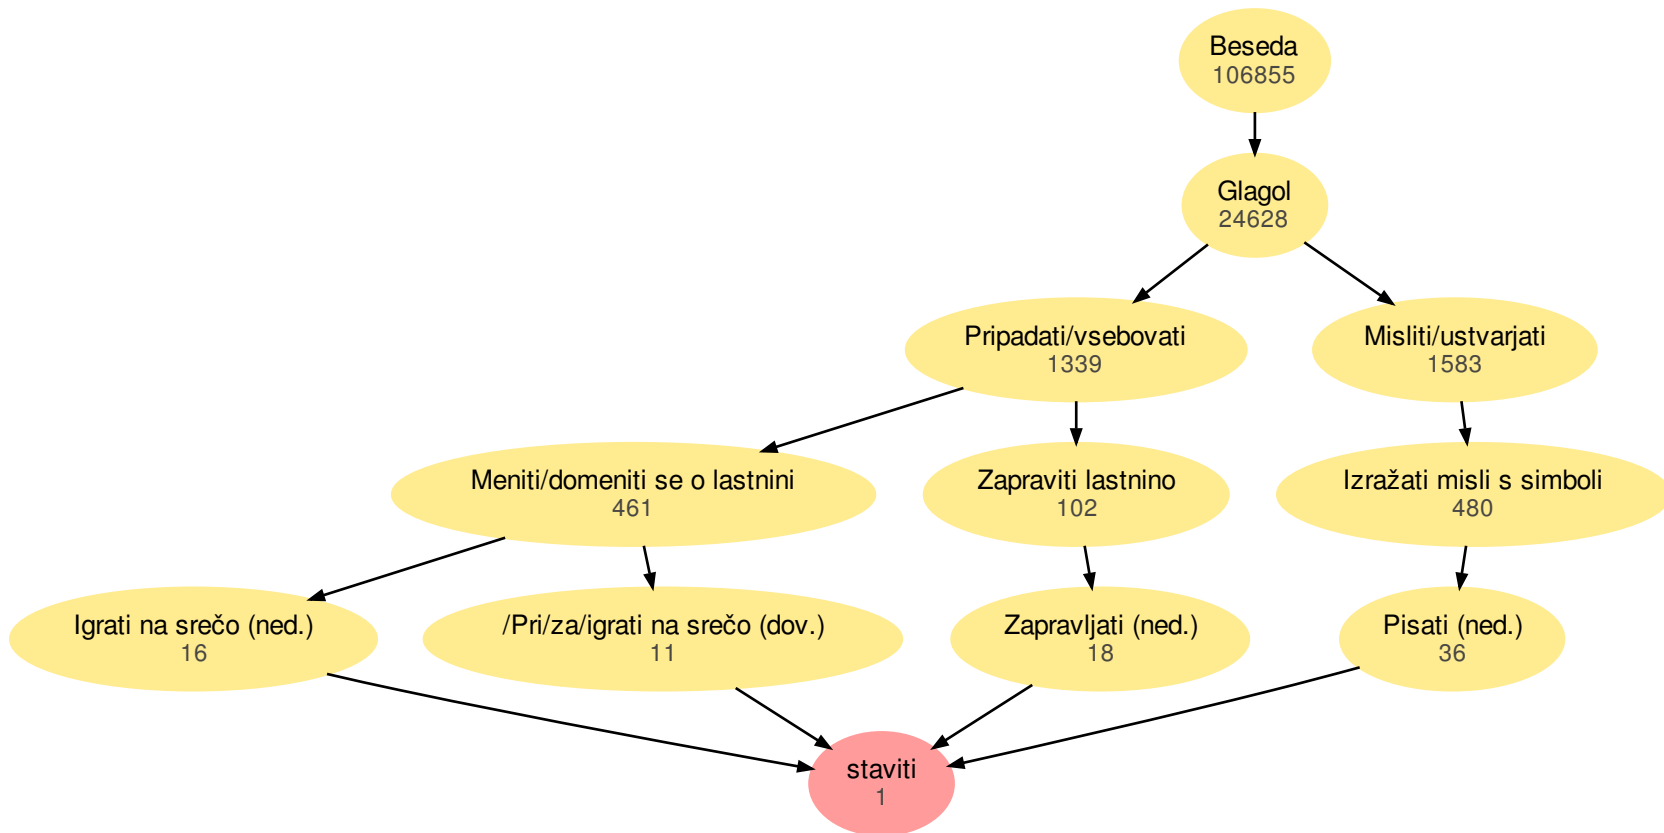 Beseda
106855
Glagol
24628
Pripadati/vsebovati
1339
Misliti/ustvarjati
1583
Meniti/domeniti se o lastnini
461
Zapraviti lastnino
102
Izražati misli s simboli
480
Igrati na srečo (ned.)
16
/Pri/za/igrati na srečo (dov.)
11
Zapravljati (ned.)
18
Pisati (ned.)
36
staviti
1